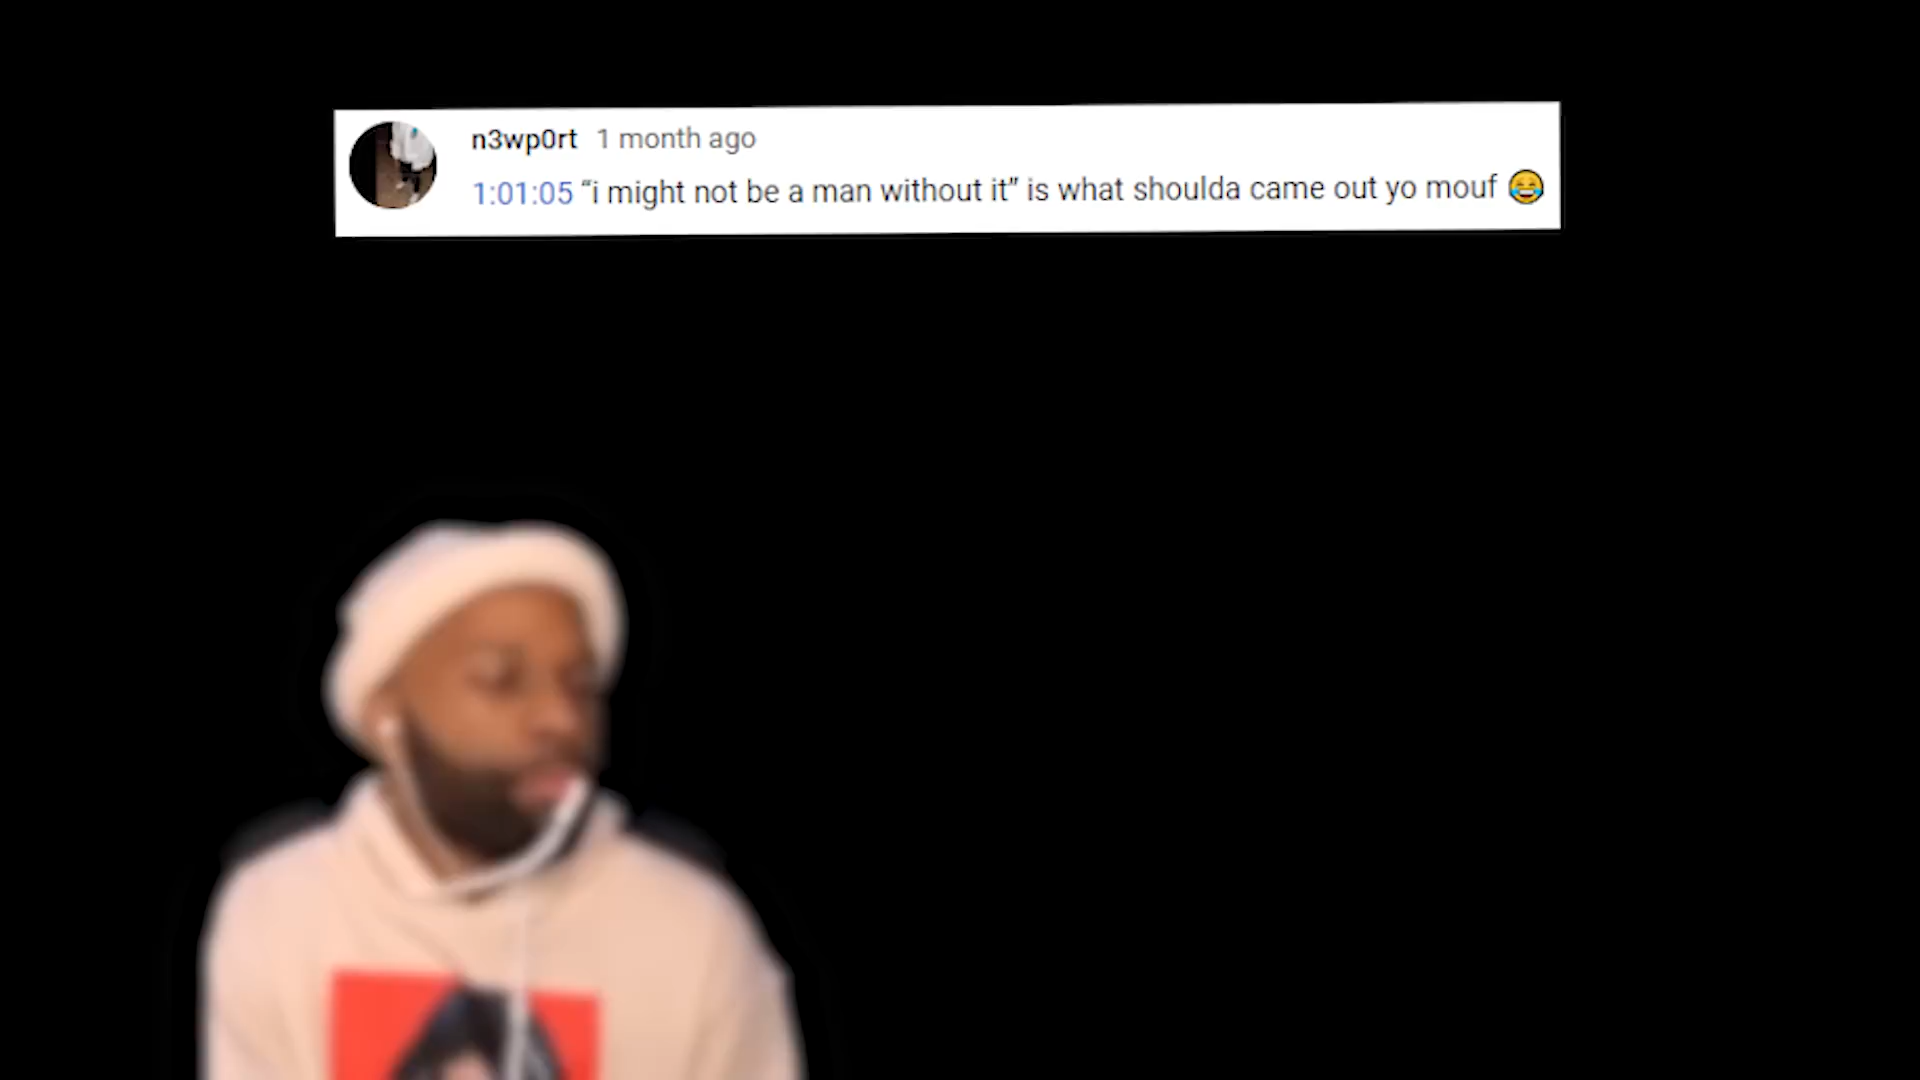 n3wp0rt 1 month ago
1:01:05 “i might not be a man without it” is what shoulda came out yo mouf 😂